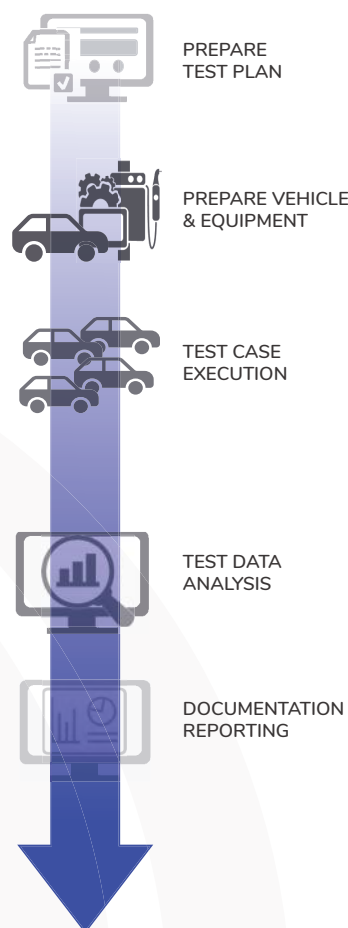 PREPARE
TEST PLAN
PREPARE VEHICLE
& EQUIPMENT
TEST CASE
EXECUTION
TEST DATA
ANALYSIS
DOCUMENTATION
REPORTING